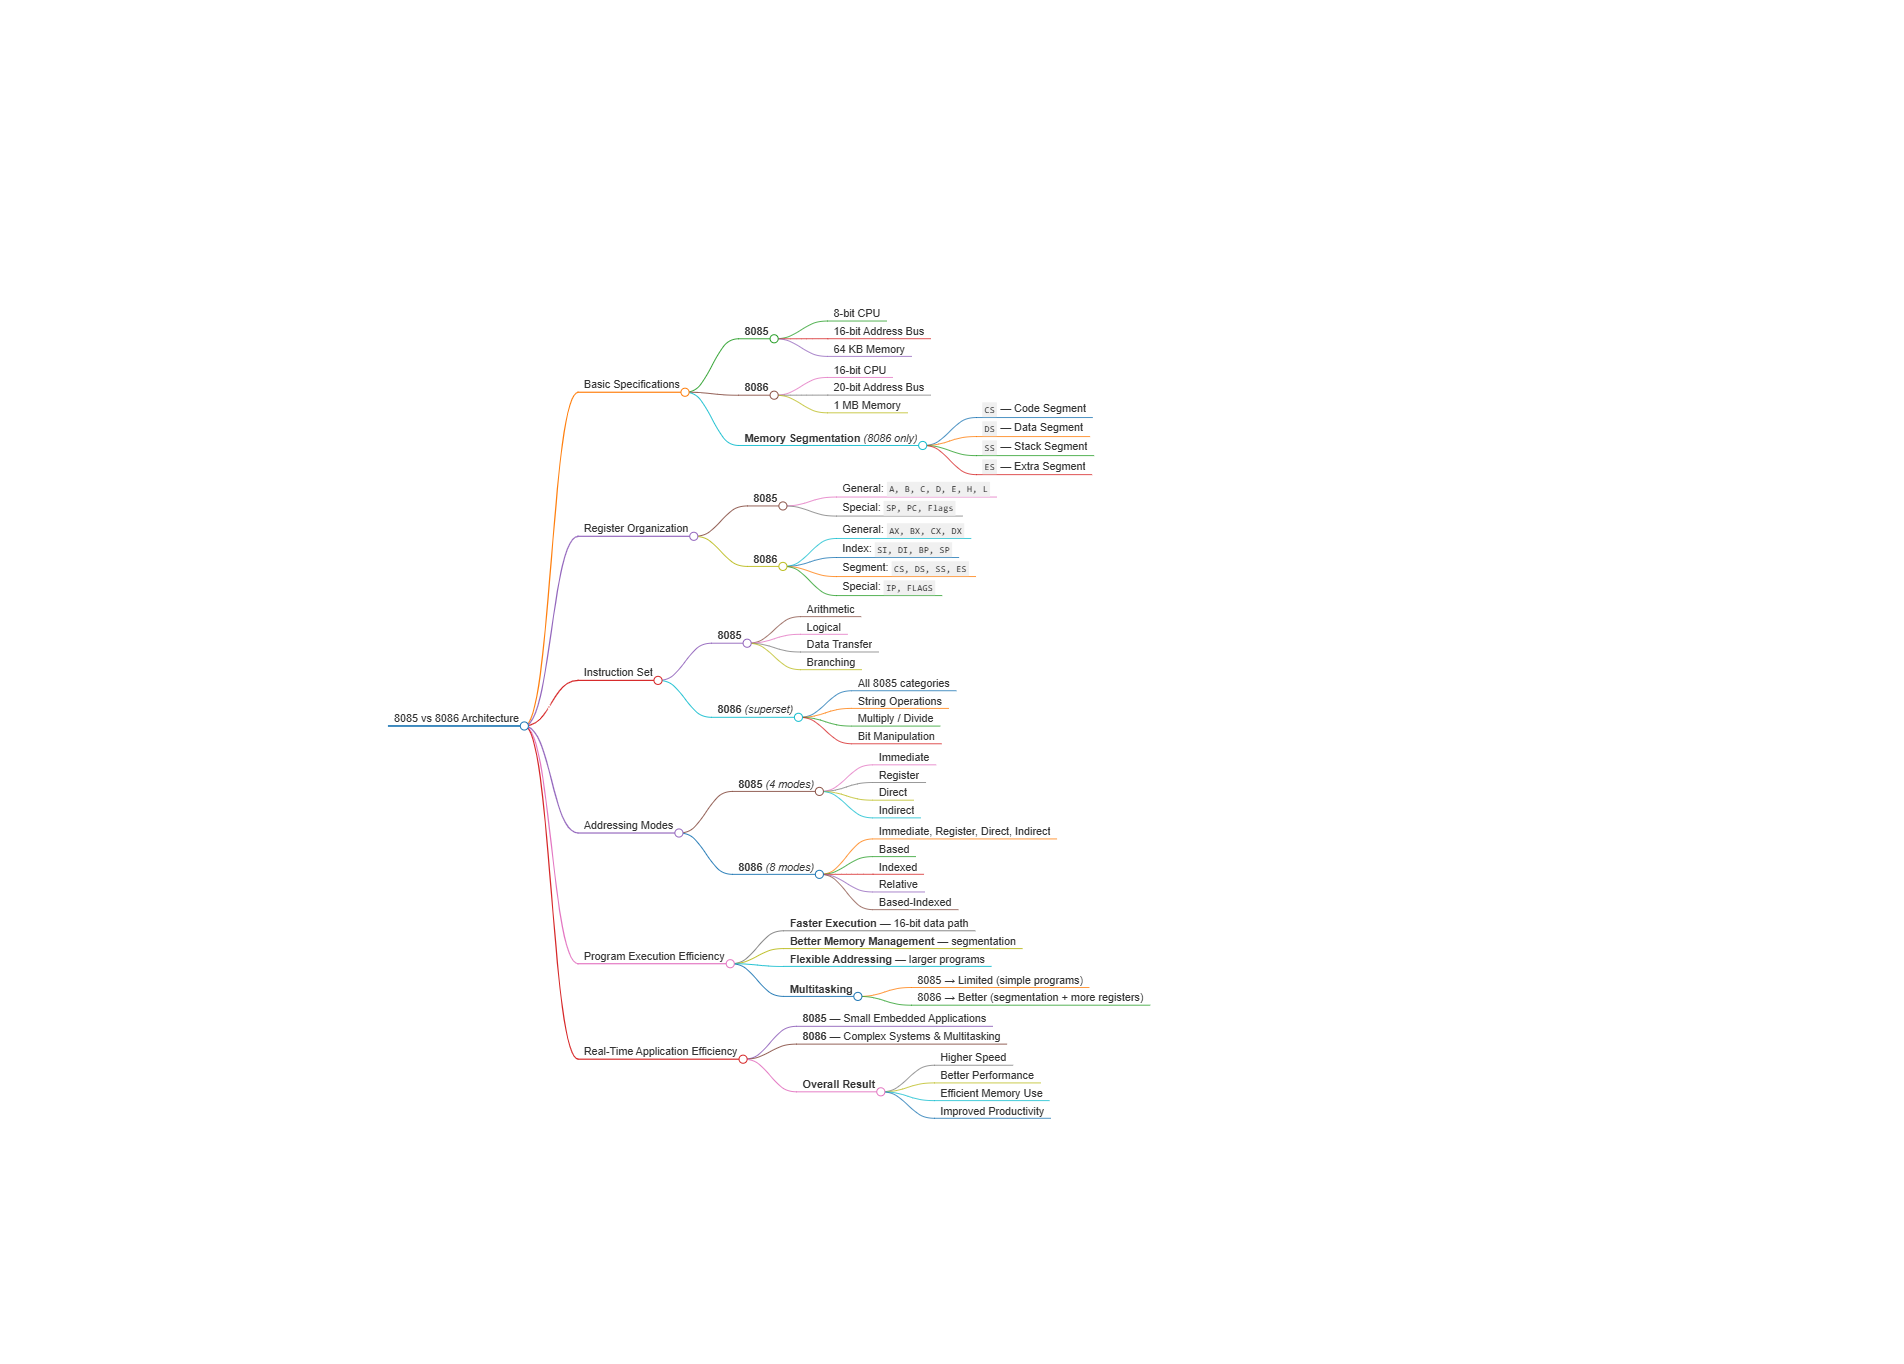 8085 vs 8086 Architecture
Basic Specifications
8085
8-bit CPU
16-bit Address Bus
64 KB Memory
8086
16-bit CPU
20-bit Address Bus
1 MB Memory
Memory Segmentation (8086 only)
CS — Code Segment
DS — Data Segment
SS — Stack Segment
ES — Extra Segment
Register Organization
8085
General: A, B, C, D, E, H, L
Special: SP, PC, Flags
8086
General: AX, BX, CX, DX
Index: SI, DI, BP, SP
Segment: CS, DS, SS, ES
Special: IP, FLAGS
Instruction Set
8085
Arithmetic
Logical
Data Transfer
Branching
8086 (superset)
All 8085 categories
String Operations
Multiply / Divide
Bit Manipulation
Addressing Modes
8085 (4 modes)
Immediate
Register
Direct
Indirect
8086 (8 modes)
Immediate, Register, Direct, Indirect
Based
Indexed
Relative
Based-Indexed
Program Execution Efficiency
Faster Execution — 16-bit data path
Better Memory Management — segmentation
Flexible Addressing — larger programs
Multitasking
8085 → Limited (simple programs)
8086 → Better (segmentation + more registers)
Real-Time Application Efficiency
8085 — Small Embedded Applications
8086 — Complex Systems & Multitasking
Overall Result
Higher Speed
Better Performance
Efficient Memory Use
Improved Productivity